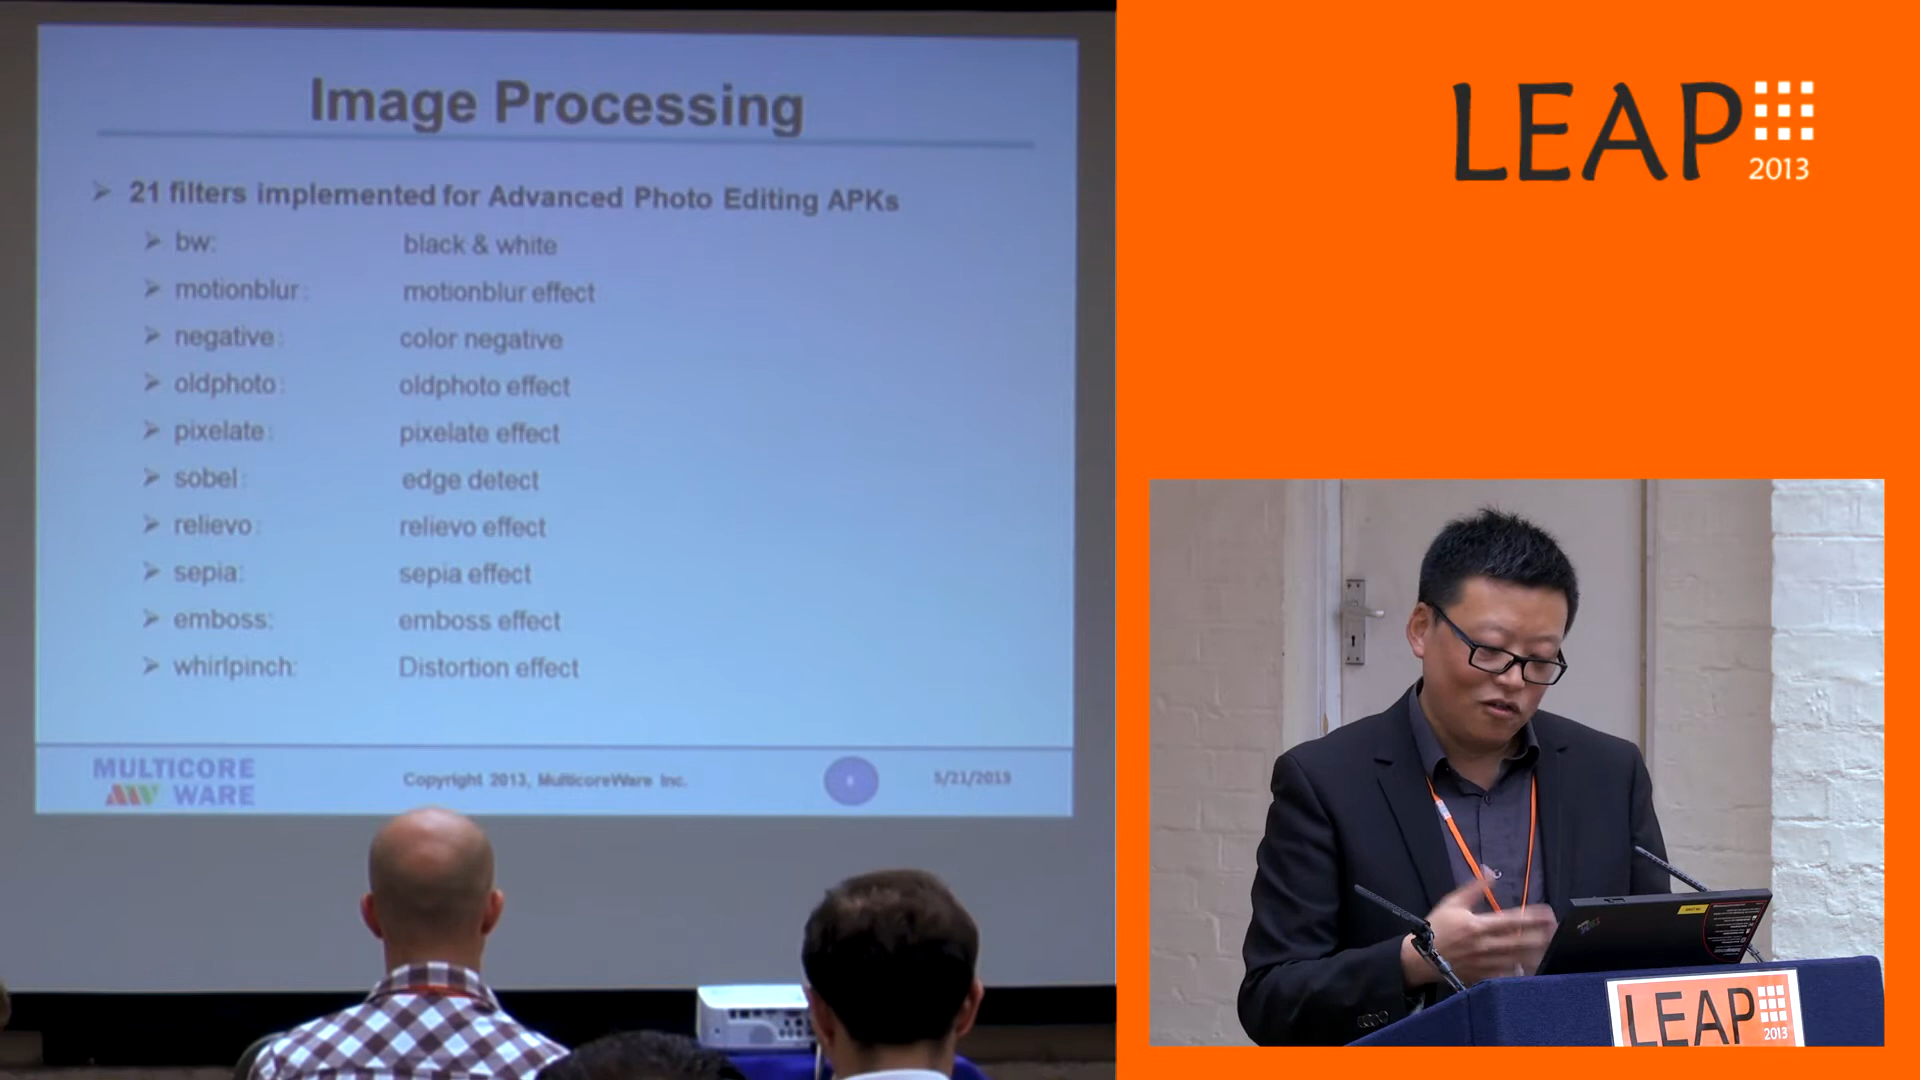 Image Processing
21 filters implemented for Advanced Photo Editing APKs
bw: black & white
motionblur: motionblur effect
negative: color negative
oldphoto: oldphoto effect
pixelate: pixelate effect
sobel: edge detect
relievo: relievo effect
sepia: sepia effect
emboss: emboss effect
whirlpinch: Distortion effect
MULTICORE
WARE
Copyright 2013, MulticoreWare Inc.
5/21/2013
LEAP
2013
LEAP
2013